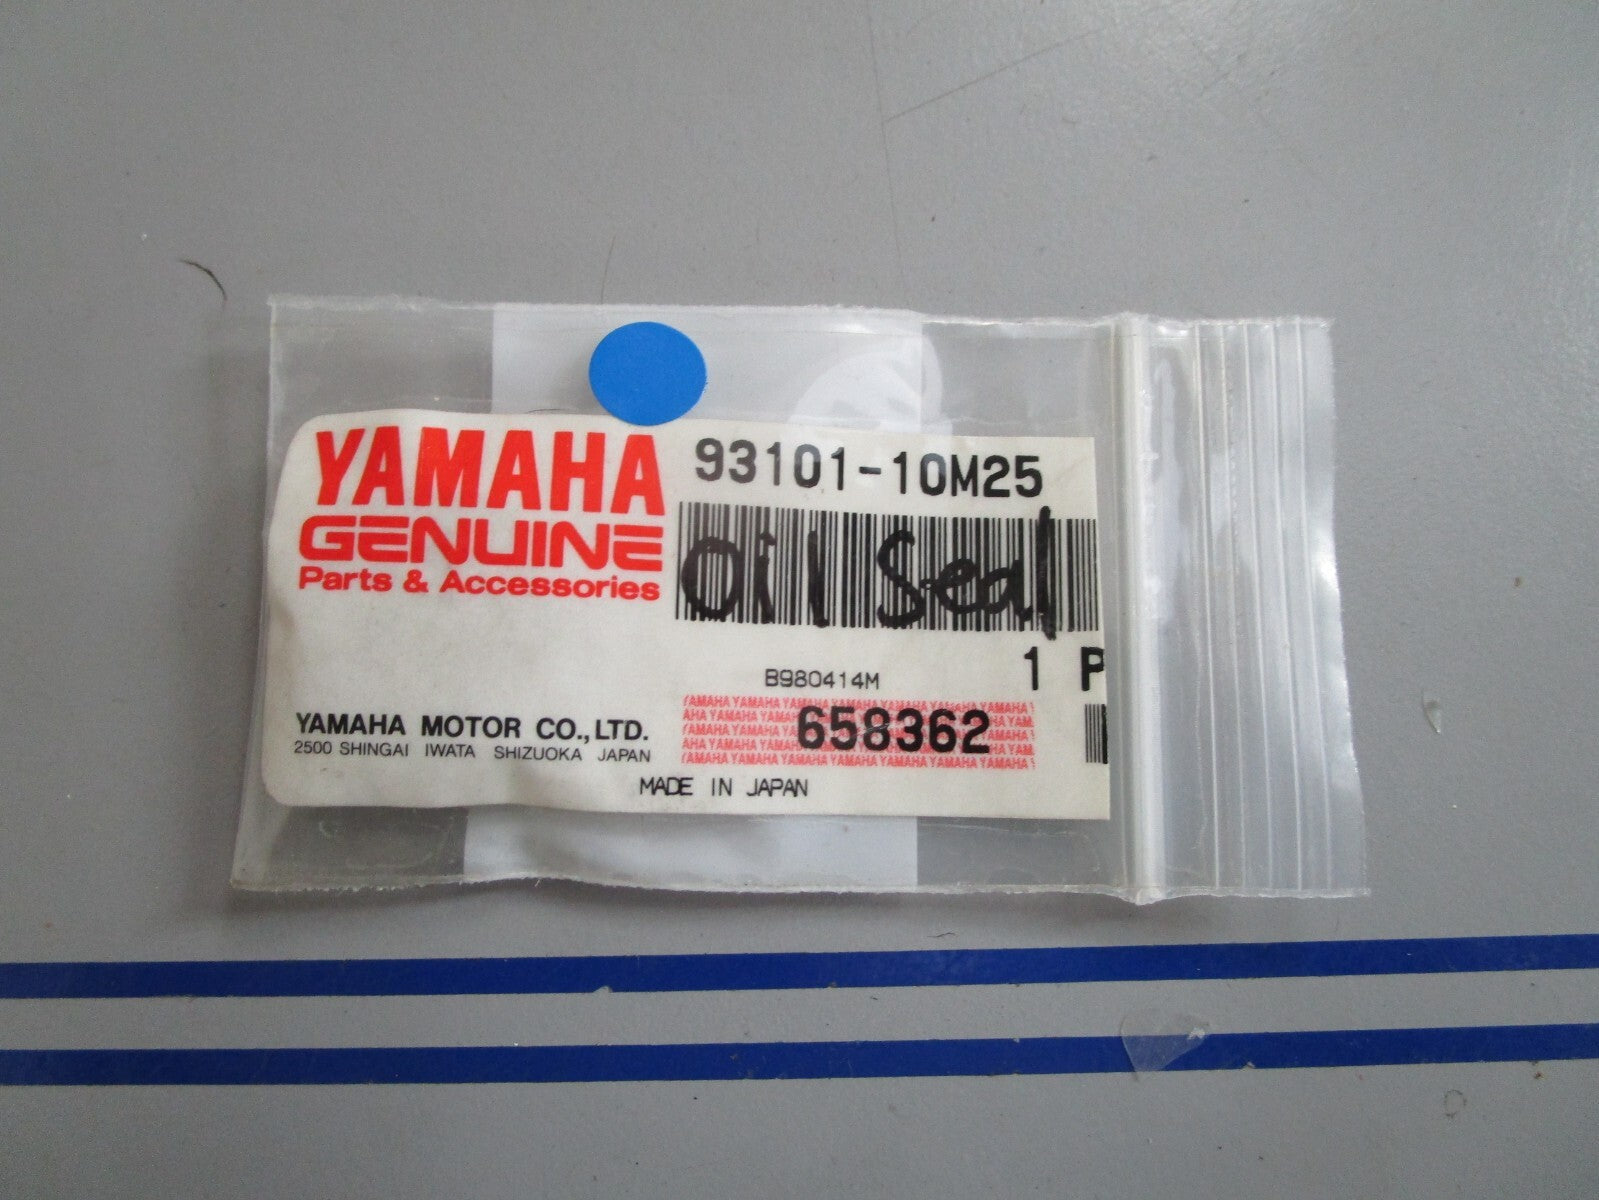 YAMAHA
GENUINE
Parts & Accessories
93101-10M25
Oil Seal
1 P
B980414M
658362
YAMAHA MOTOR CO.,LTD.
2500 SHINGAI IWATA SHIZUOKA JAPAN
MADE IN JAPAN